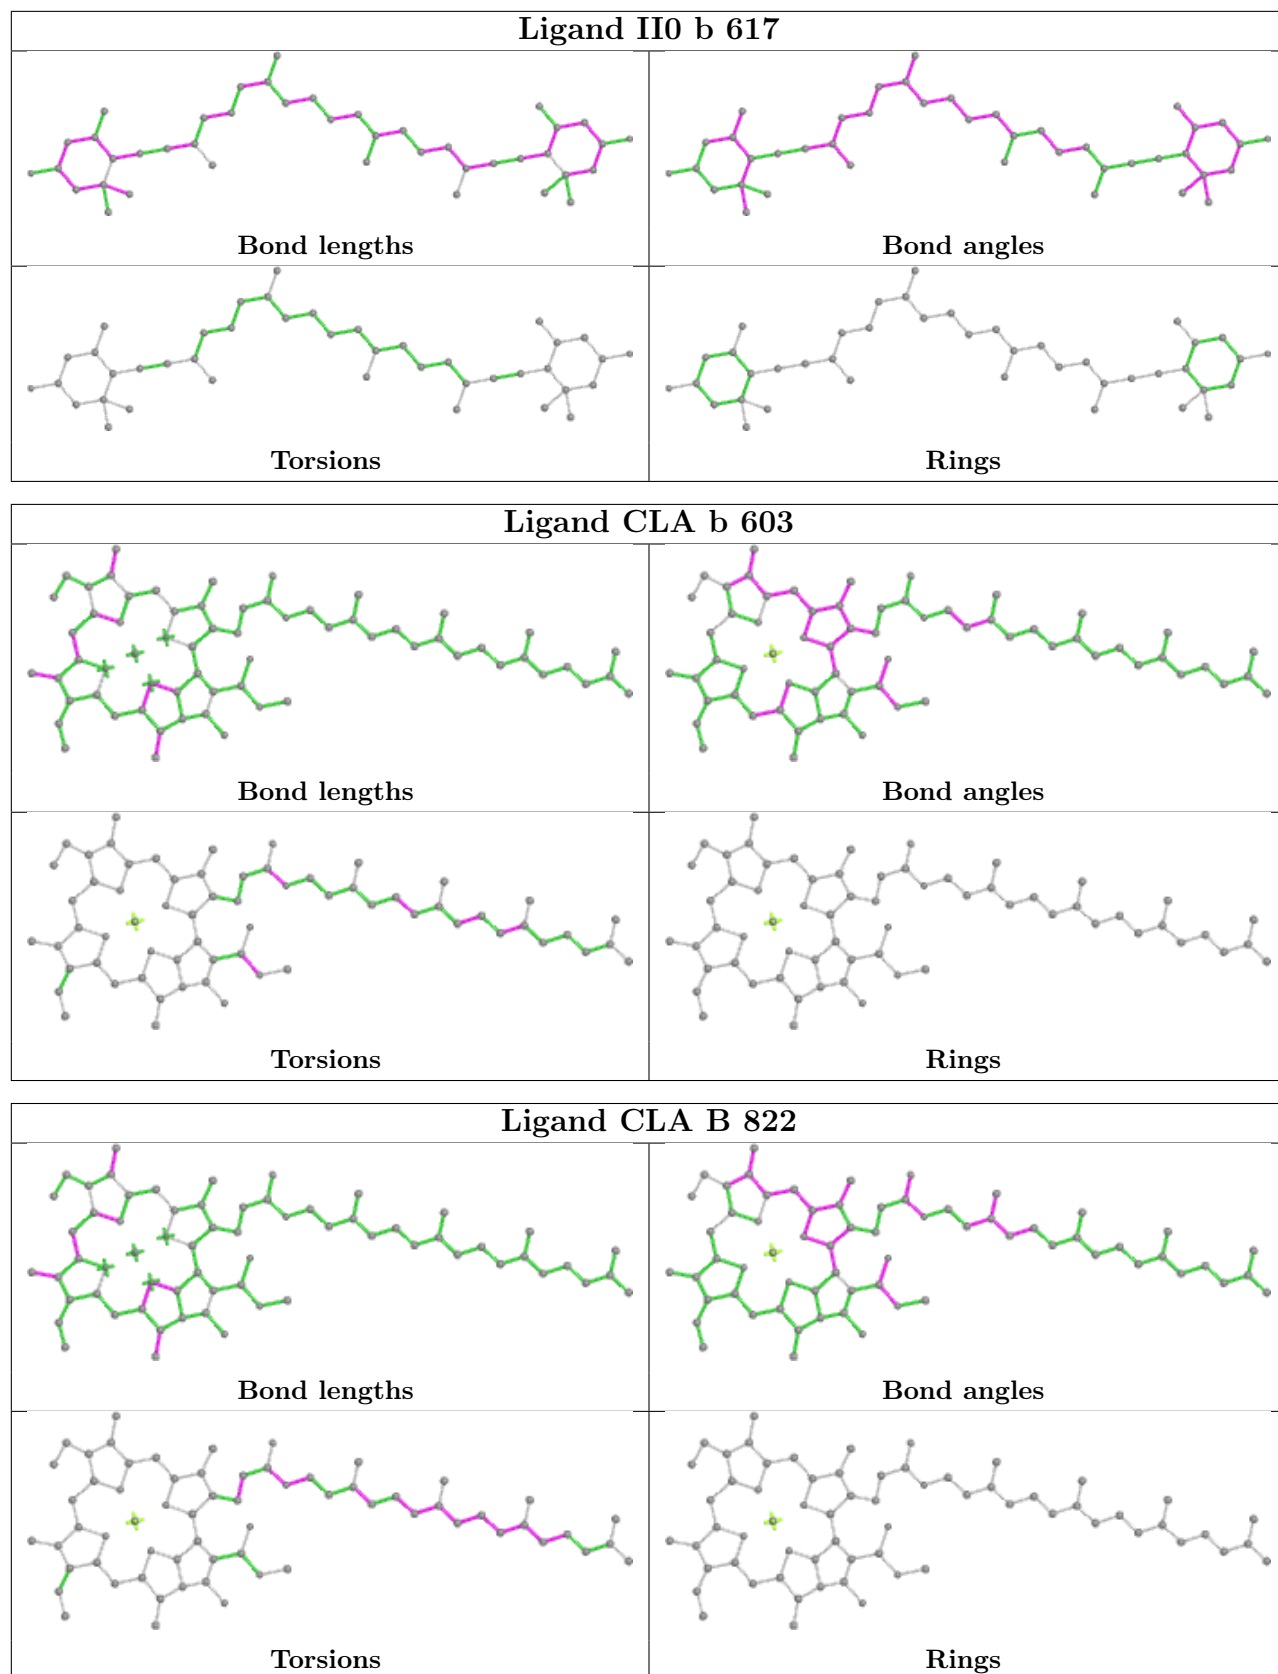 Ligand II0 b 617
Bond lengths
Bond angles
Torsions
Rings
Ligand CLA b 603
Bond lengths
Bond angles
Torsions
Rings
Ligand CLA B 822
Bond lengths
Bond angles
Torsions
Rings